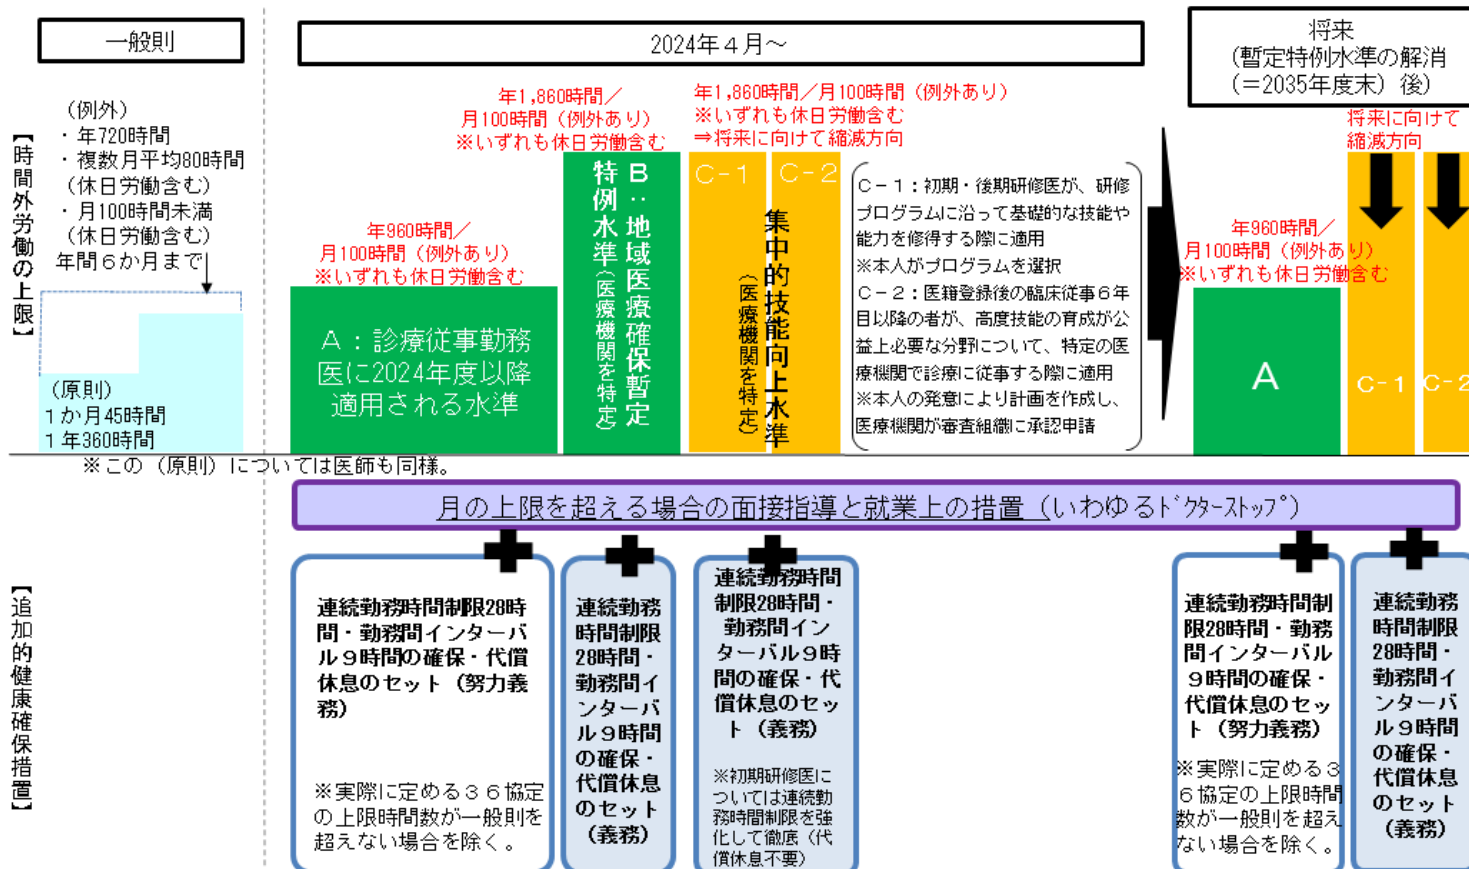 一般則
2024年４月～
将来
(暫定特例水準の解消
(＝2035年度末）後）
【時間外労働の上限】
（例外）
・年720時間
・複数月平均80時間
（休日労働含む）
・月100時間未満
（休日労働含む）
年間６か月まで
（原則）
１か月45時間
１年360時間
※この（原則）については医師も同様。
年960時間／
月100時間（例外あり）
※いずれも休日労働含む
Ａ：診療従事勤務
医に2024年度以降
適用される水準
年1,860時間／
月100時間（例外あり）
※いずれも休日労働含む
Ｂ：地域医療確保暫定
特例水準（医療機関を特定）
年1,860時間／月100時間（例外あり）
※いずれも休日労働含む
⇒将来に向けて縮減方向
Ｃ-１
Ｃ-２
集中的技能向上水準
（医療機関を特定）
Ｃ－１：初期・後期研修医が、研修
プログラムに沿って基礎的な技能や
能力を修得する際に適用
※本人がプログラムを選択
Ｃ－２：医籍登録後の臨床従事６年
目以降の者が、高度技能の育成が公
益上必要な分野について、特定の医
療機関で診療に従事する際に適用
※本人の発意により計画を作成し、
医療機関が審査組織に承認申請
将来に向けて
縮減方向
年960時間／
月100時間（例外あり）
※いずれも休日労働含む
Ａ
Ｃ-１
Ｃ-２
月の上限を超える場合の面接指導と就業上の措置（いわゆるﾄﾞｸﾀｰｽﾄｯﾌﾟ）
【追加的健康確保措置】
連続勤務時間制限28時
間・勤務間インターバ
ル９時間の確保・代償
休息のセット（努力義
務）
※実際に定める３６協定
の上限時間数が一般則を
超えない場合を除く。
連続勤務
時間制限
28時間・
勤務間イ
ンターバ
ル９時間
の確保・
代償休息
のセット
（義務）
連続勤務時間
制限28時間・
勤務間イン
ターバル９時
間の確保・代
償休息のセッ
ト（義務）
※初期研修医に
ついては連続勤
務時間制限を強
化して徹底（代
償休息不要）
連続勤務時間制
限28時間・勤務
間インターバル
９時間の確保・
代償休息のセッ
ト（努力義務）
※実際に定める３
６協定の上限時間
数が一般則を超え
ない場合を除く。
連続勤務
時間制限
28時間・
勤務間イ
ンターバ
ル９時間
の確保・
代償休息
のセット
（義務）